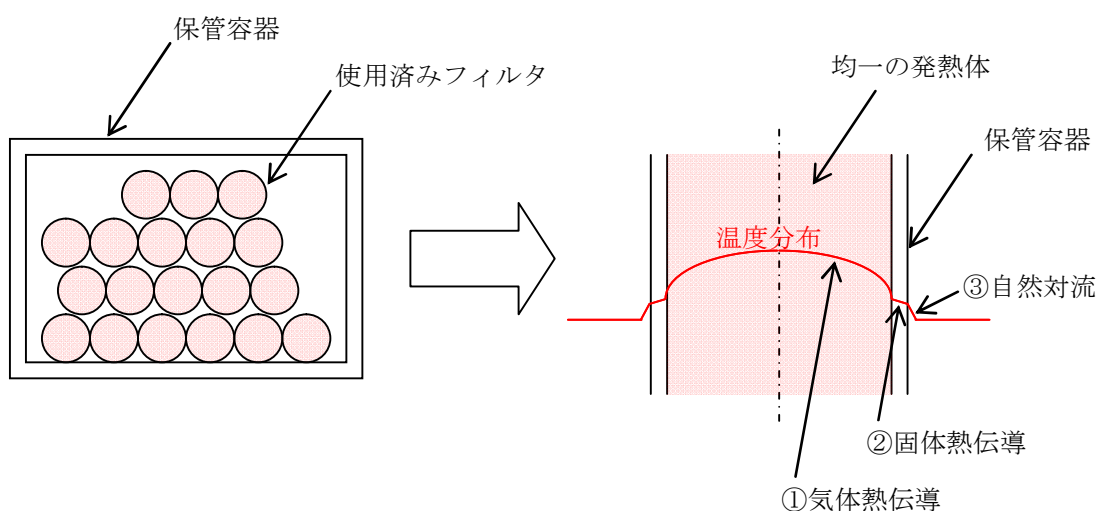 保管容器
使用済みフィルタ
均一の発熱体
保管容器
温度分布
③自然対流
②固体熱伝導
①気体熱伝導